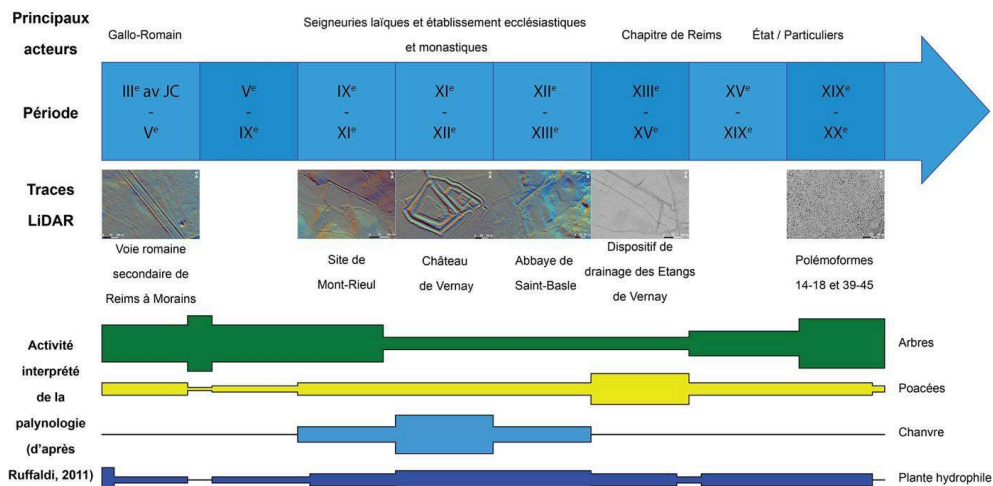 Principaux
acteurs
Gallo-Romain
Seigneuries laïques et établissement ecclésiastiques
et monastiques
Chapitre de Reims
État / Particuliers
Période
IIIᵉ av JC
-
Vᵉ
Vᵉ
-
IXᵉ
IXᵉ
-
XIᵉ
XIᵉ
-
XIIᵉ
XIIᵉ
-
XIIIᵉ
XIIIᵉ
-
XVᵉ
XVᵉ
-
XIXᵉ
XIXᵉ
-
XXᵉ
Traces
LiDAR
Voie romaine
secondaire de
Reims à Morains
Site de
Mont-Rieul
Château
de Vernay
Abbaye de
Saint-Basle
Dispositif de
drainage des Etangs
de Vernay
Polémoformes
14-18 et 39-45
Activité
interprété
de la
palynologie
(d'après
Ruffaldi, 2011)
Arbres
Poacées
Chanvre
Plante hydrophile